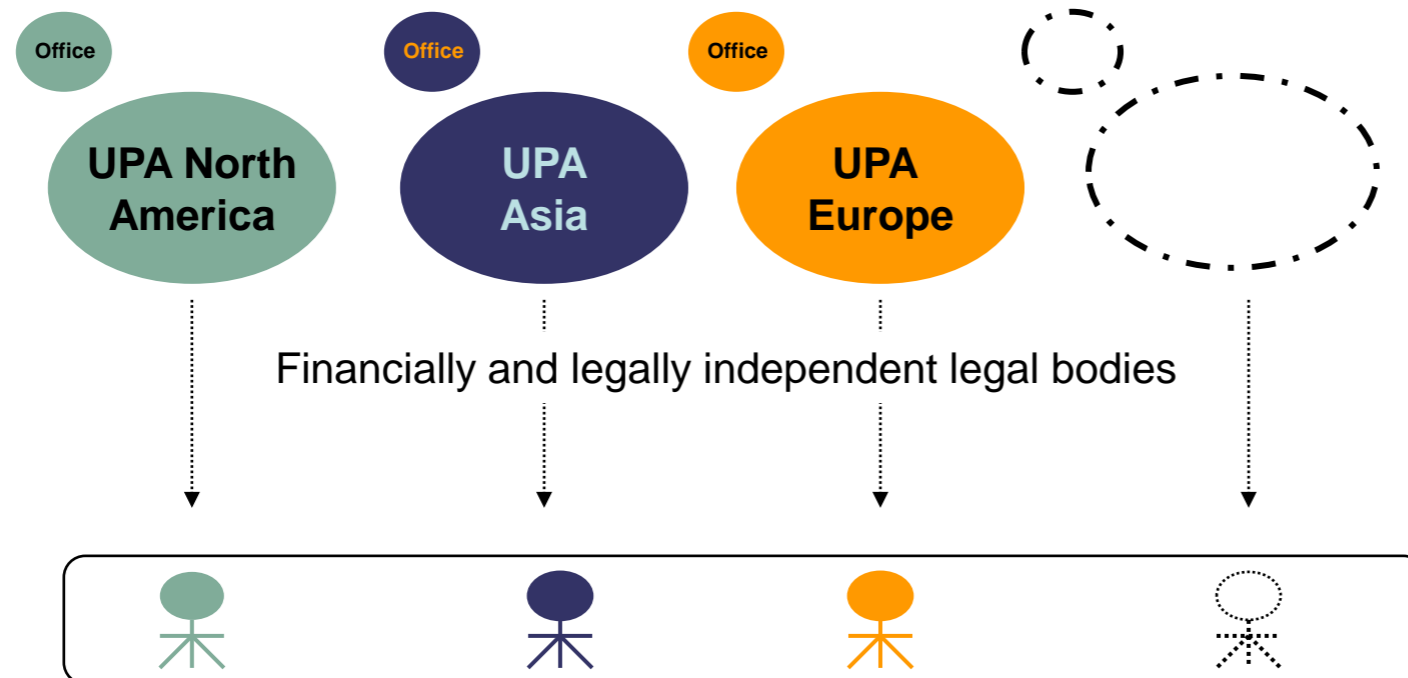 Office
Office
Office
UPA North
America
UPA
Asia
UPA
Europe
Financially and legally independent legal bodies